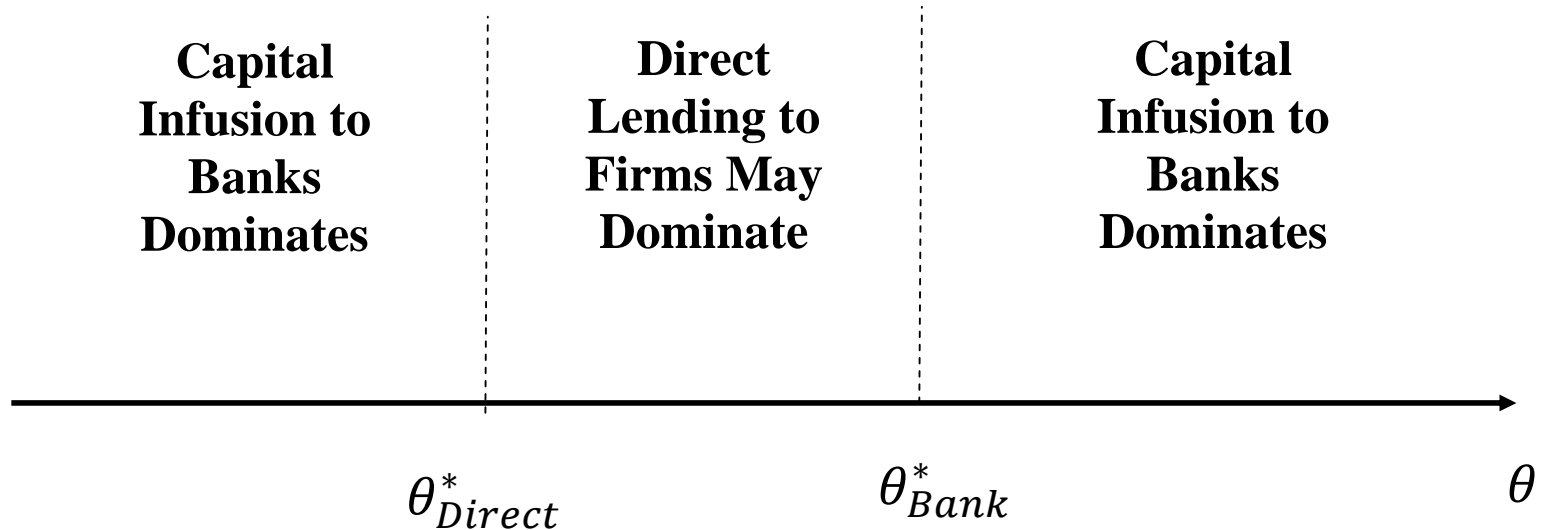 Capital
Infusion to
Banks
Dominates
Direct
Lending to
Firms May
Dominate
Capital
Infusion to
Banks
Dominates
θ*Direct
θ*Bank
θ